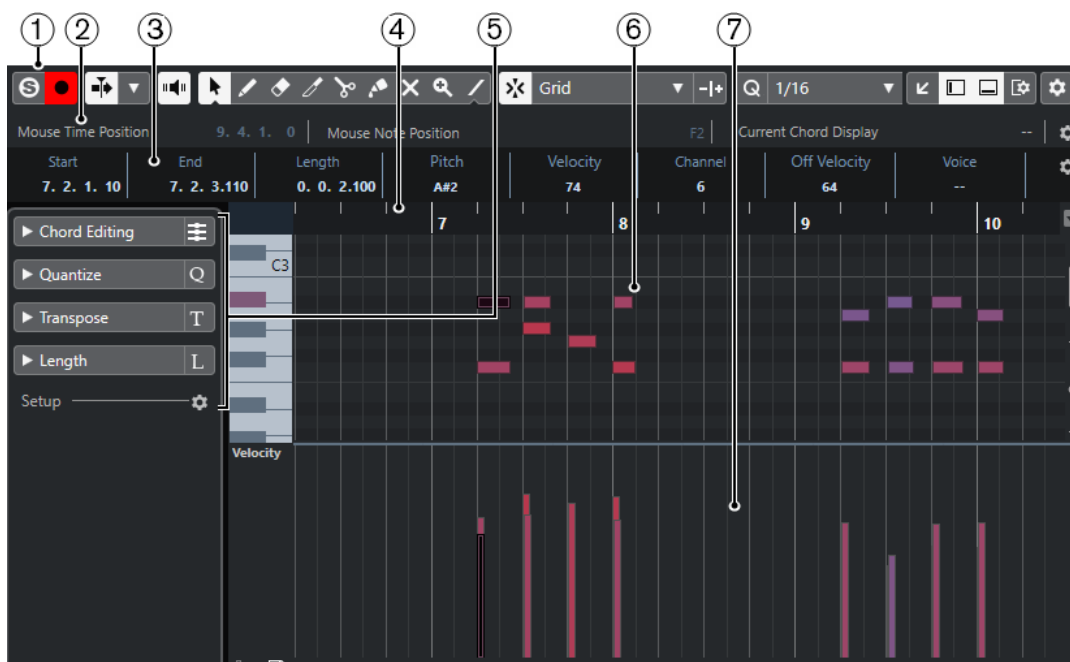 ① ② ③ ④ ⑤ ⑥ ⑦
S Grid Q 1/16
Mouse Time Position 9. 4. 1. 0 Mouse Note Position F2 Current Chord Display --
Start End Length Pitch Velocity Channel Off Velocity Voice
7. 2. 1. 10 7. 2. 3.110 0. 0. 2.100 A#2 74 6 64 --
7 8 9 10
Chord Editing
C3
Quantize Q
Transpose T
Length L
Setup
Velocity